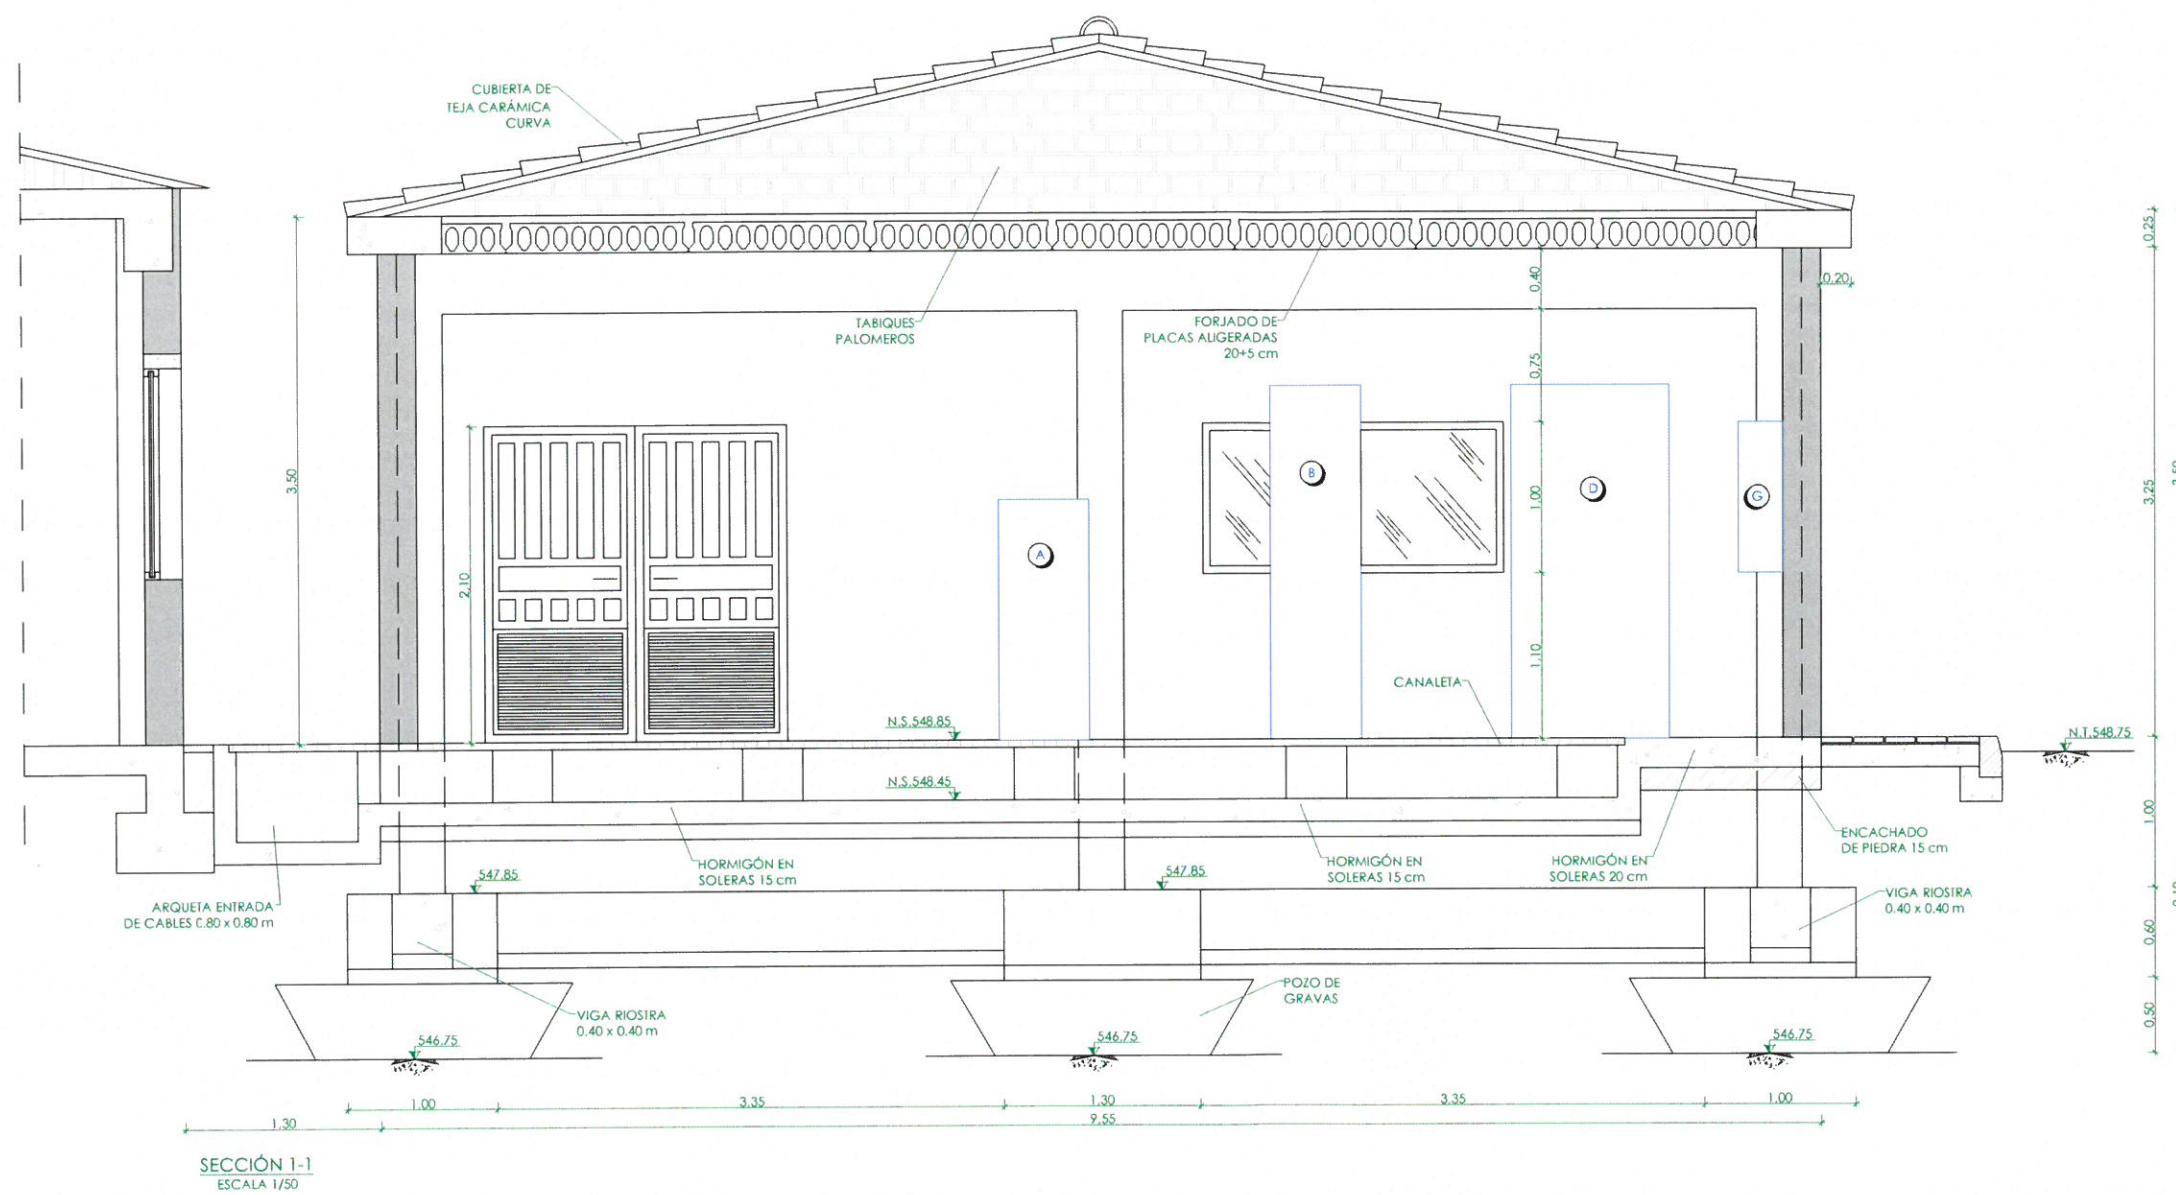 CUBIERTA DE
TEJA CARÁMICA
CURVA
0.25
0.20
0.40
TABIQUES
PALOMEROS
FORJADO DE
PLACAS ALIGERADAS
20+5 cm
0.75
3.50
1.00
3.25
B
D
G
A
2.10
1.10
CANALETA
N.S.548.85
N.T.548.75
N.S.548.45
1.00
ENCACHADO
DE PIEDRA 15 cm
HORMIGÓN EN
SOLERAS 15 cm
HORMIGÓN EN
SOLERAS 15 cm
HORMIGÓN EN
SOLERAS 20 cm
547.85
547.85
VIGA RIOSTRA
0.40 x 0.40 m
ARQUETA ENTRADA
DE CABLES 0.80 x 0.80 m
0.60
POZO DE
GRAVAS
VIGA RIOSTRA
0.40 x 0.40 m
0.50
546.75
546.75
546.75
1.00
3.35
1.30
3.35
1.00
1.30
9.55
SECCIÓN 1-1
ESCALA 1/50